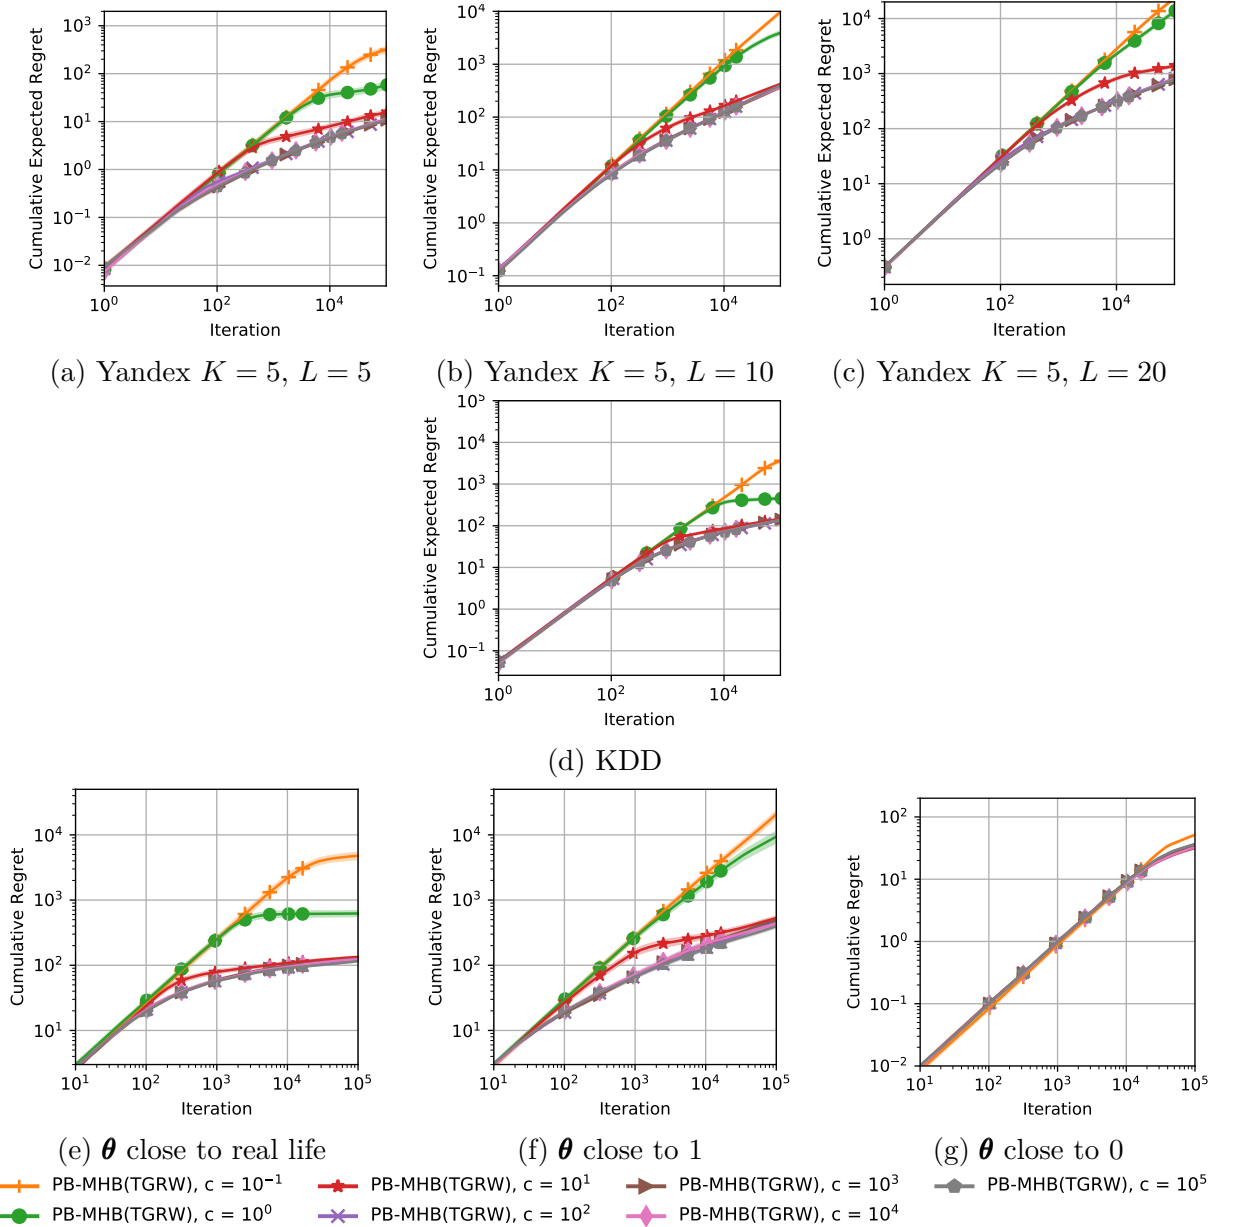 10³
10²
10¹
10⁰
10⁻¹
10⁻²
Cumulative Expected Regret
10⁰ 10² 10⁴
Iteration
(a) Yandex K = 5, L = 5
10⁴
10³
10²
10¹
10⁰
10⁻¹
Cumulative Expected Regret
10⁰ 10² 10⁴
Iteration
(b) Yandex K = 5, L = 10
10⁴
10³
10²
10¹
10⁰
Cumulative Expected Regret
10⁰ 10² 10⁴
Iteration
(c) Yandex K = 5, L = 20
10⁵
10⁴
10³
10²
10¹
10⁰
10⁻¹
Cumulative Expected Regret
10⁰ 10² 10⁴
Iteration
(d) KDD
10⁴
10³
10²
10¹
Cumulative Regret
10¹ 10² 10³ 10⁴ 10⁵
Iteration
(e) θ close to real life
10⁴
10³
10²
10¹
Cumulative Regret
10¹ 10² 10³ 10⁴ 10⁵
Iteration
(f) θ close to 1
10²
10¹
10⁰
10⁻¹
10⁻²
Cumulative Regret
10¹ 10² 10³ 10⁴ 10⁵
Iteration
(g) θ close to 0
PB-MHB(TGRW), c = 10⁻¹ PB-MHB(TGRW), c = 10¹ PB-MHB(TGRW), c = 10³ PB-MHB(TGRW), c = 10⁵
PB-MHB(TGRW), c = 10⁰ PB-MHB(TGRW), c = 10² PB-MHB(TGRW), c = 10⁴